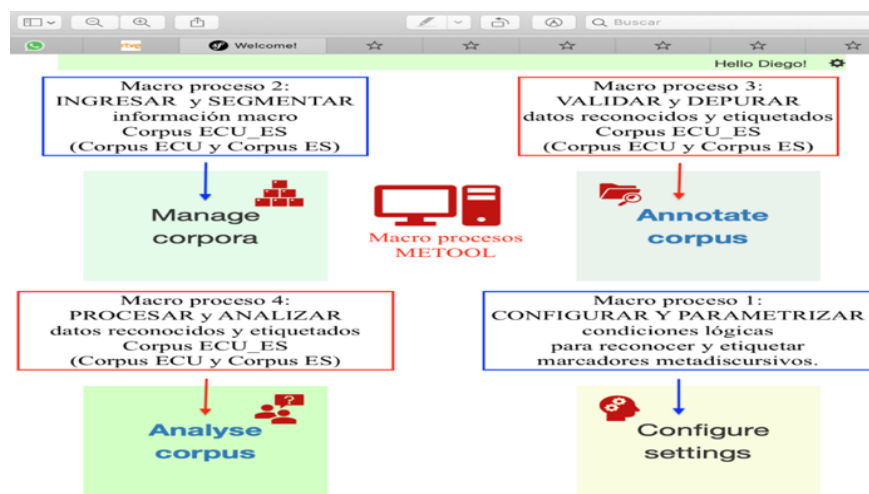 Buscar
rtve
Welcome!
Hello Diego!
Macro proceso 2:
INGRESAR y SEGMENTAR
información macro
Corpus ECU_ES
(Corpus ECU y Corpus ES)
Macro proceso 3:
VALIDAR y DEPURAR
datos reconocidos y etiquetados
Corpus ECU_ES
(Corpus ECU y Corpus ES)
Manage
corpora
Macro procesos
METOOL
Annotate
corpus
Macro proceso 4:
PROCESAR y ANALIZAR
datos reconocidos y etiquetados
Corpus ECU_ES
(Corpus ECU y Corpus ES)
Macro proceso 1:
CONFIGURAR Y PARAMETRIZAR
condiciones lógicas
para reconocer y etiquetar
marcadores metadiscursivos.
Analyse
corpus
Configure
settings